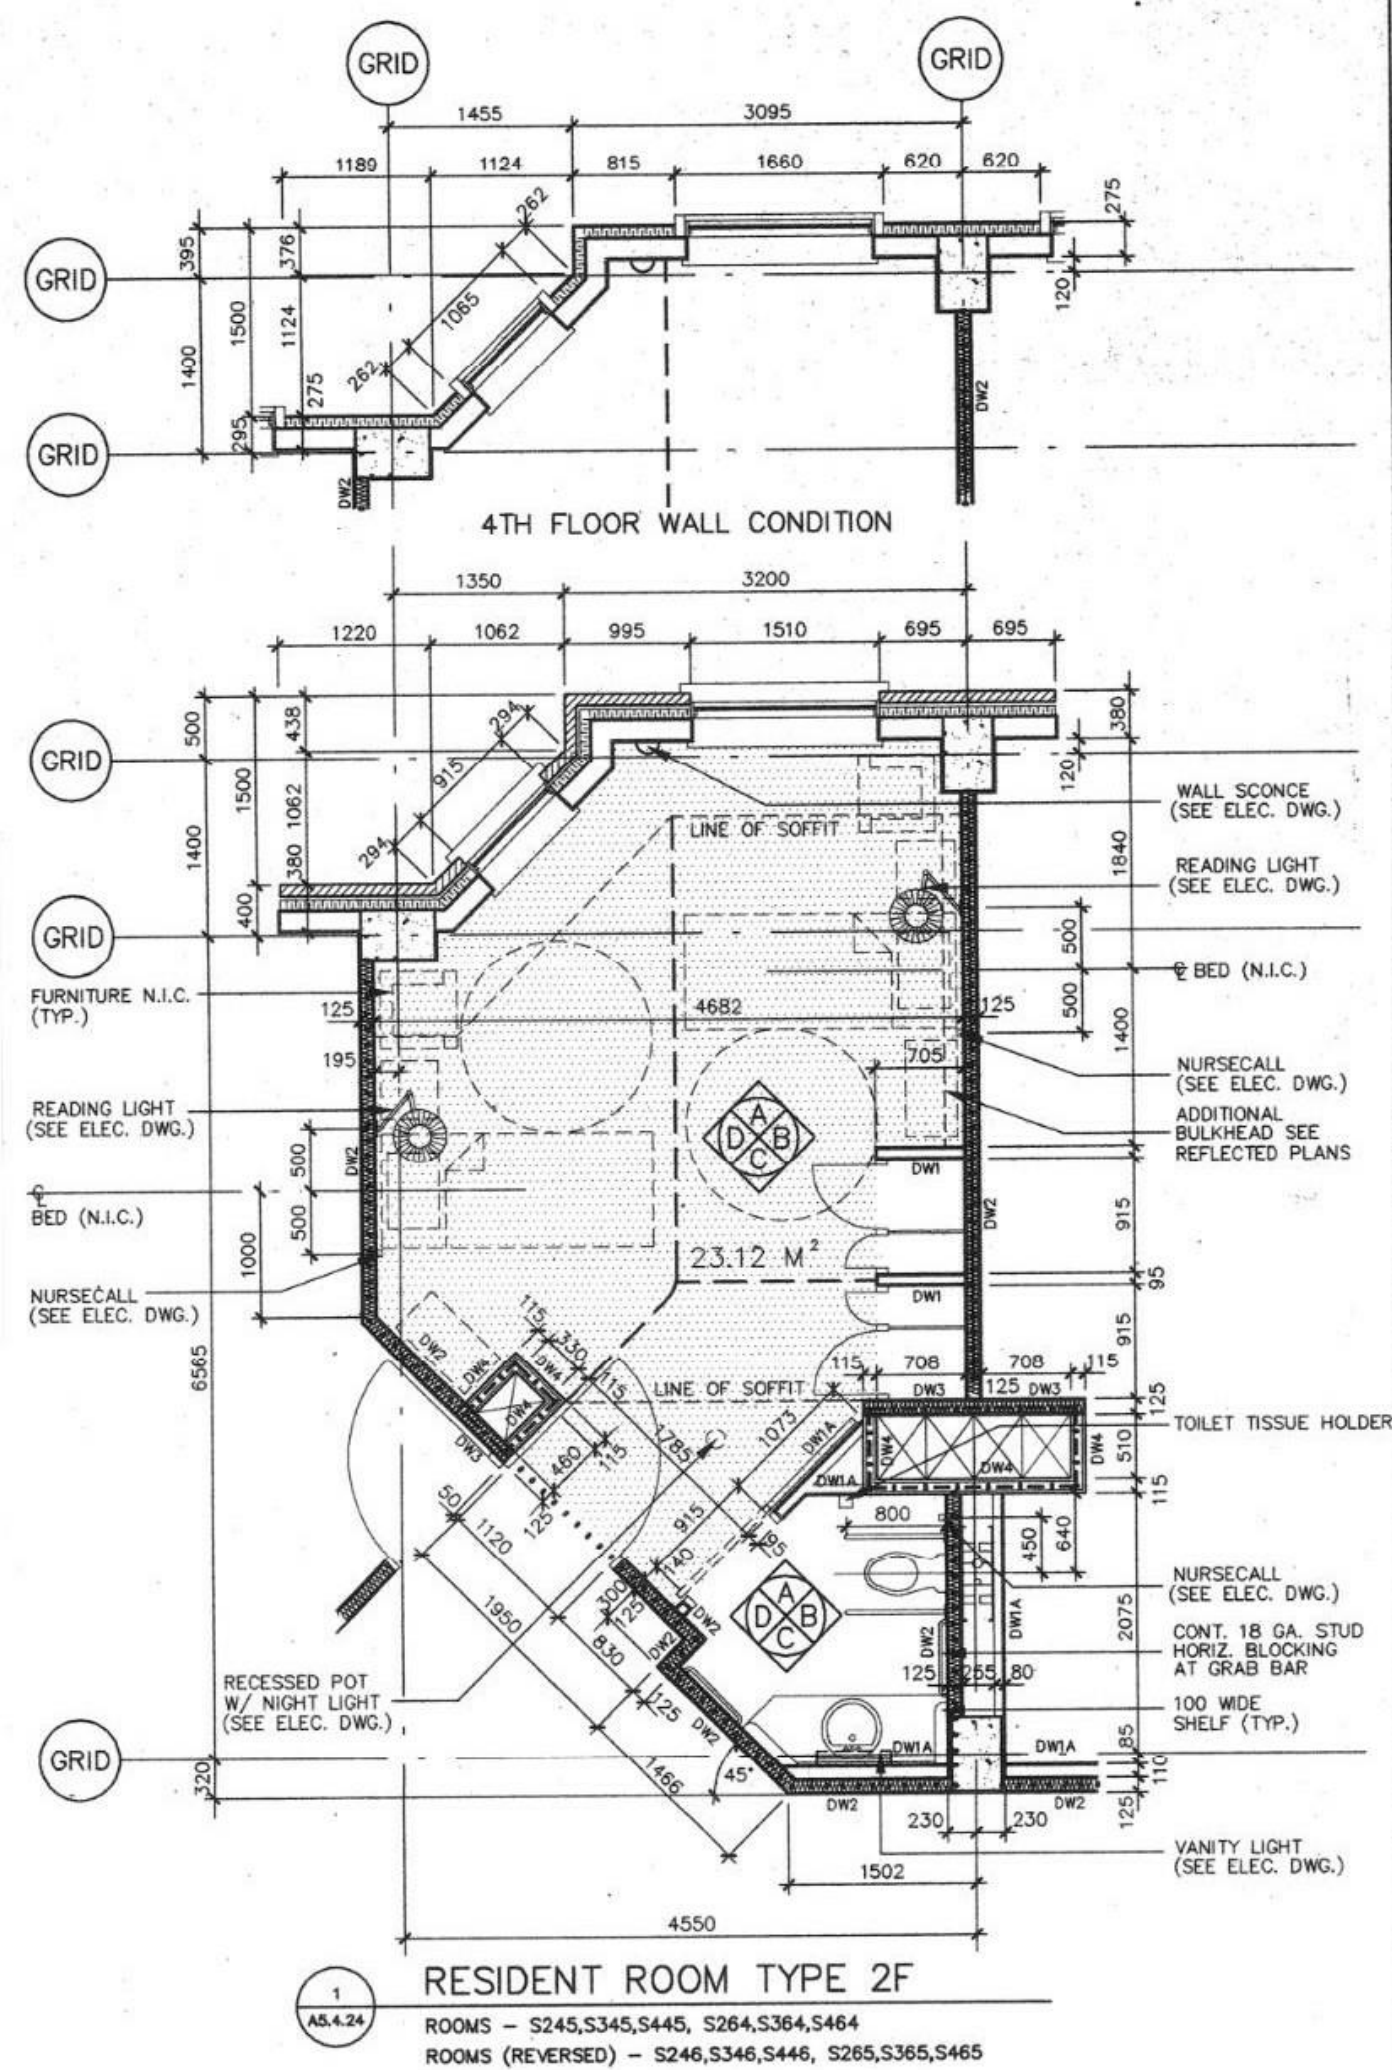 GRID GRID
1455 3095
1189 1124 815 1660 620 620
262
275
395 376
GRID
1065
120
1500
1124
1400
262
275
DW2
295
GRID
DW2
4TH FLOOR WALL CONDITION
1350 3200
1220 1062 995 1510 695 695
294
500 438
380
915
GRID
120
WALL SCONCE
(SEE ELEC. DWG.)
1500
1062
LINE OF SOFFIT
1400
294
380
1840
READING LIGHT
(SEE ELEC. DWG.)
400
GRID
500
℄ BED (N.I.C.)
FURNITURE N.I.C.
(TYP.)
125 4682 125
500
1400
195
705
NURSECALL
(SEE ELEC. DWG.)
READING LIGHT
(SEE ELEC. DWG.)
ADDITIONAL
BULKHEAD SEE
REFLECTED PLANS
A
D B
C
DW2
500
DW1
℄
BED (N.I.C.)
DW2
915
500
1000
23.12 M²
95
NURSECALL
(SEE ELEC. DWG.)
DW1
115
330
DW2
915
6565
DW4 DW4
115 708 708 115
115
LINE OF SOFFIT
DW3 125 DW3
125
DW4
1073
TOILET TISSUE HOLDER
1785
DW1A
DW3
460
115
DW4
DW4
DW4
510
DW1A
50
115
125
915
800
1120
95
450
640
140
NURSECALL
(SEE ELEC. DWG.)
300
A
D B
C
1950
125
DW2
DW2
DW1A
2075
CONT. 18 GA. STUD
HORIZ. BLOCKING
AT GRAB BAR
830
DW2
125 255 80
RECESSED POT
W/ NIGHT LIGHT
(SEE ELEC. DWG.)
125
DW2
100 WIDE
SHELF (TYP.)
GRID
DW1A DW1A
85
320
1466
45°
110
DW2 DW2
125
230 230
VANITY LIGHT
(SEE ELEC. DWG.)
1502
4550
1
A5.4.24
RESIDENT ROOM TYPE 2F
ROOMS – S245,S345,S445, S264,S364,S464
ROOMS (REVERSED) – S246,S346,S446, S265,S365,S465